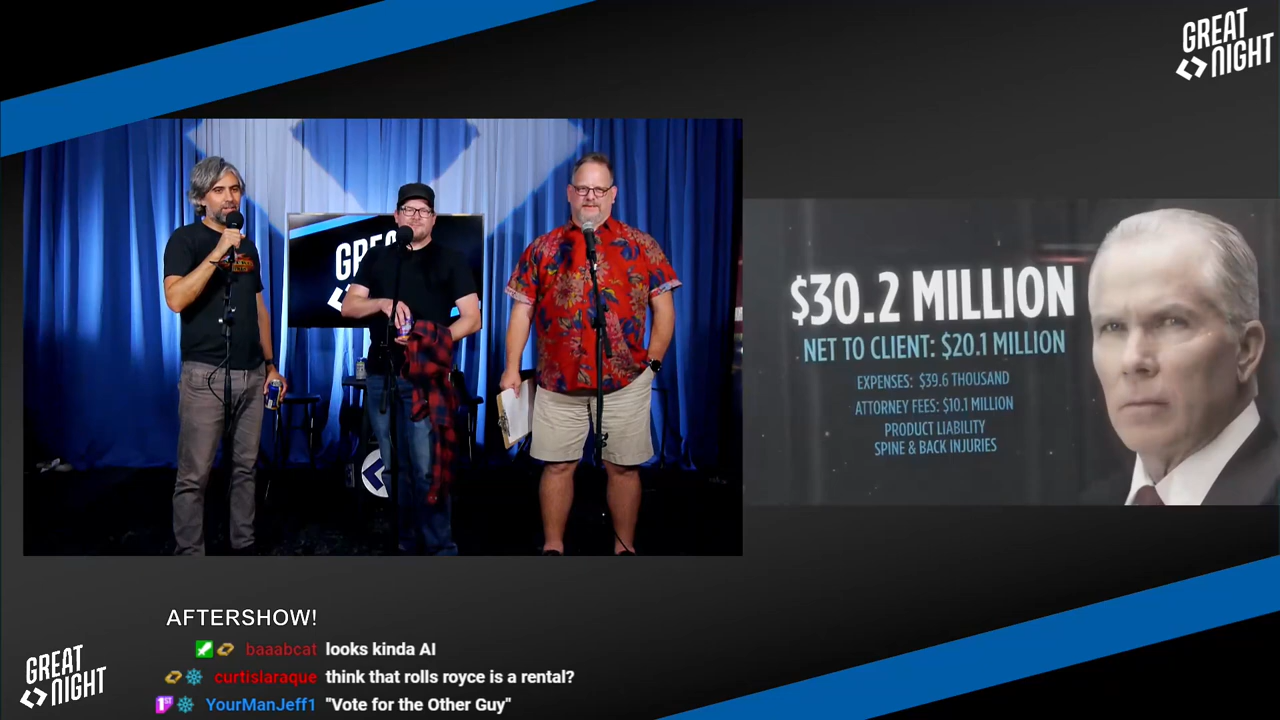 GREAT
NIGHT
GREA
$30.2 MILLION
NET TO CLIENT: $20.1 MILLION
EXPENSES: $39.6 THOUSAND
ATTORNEY FEES: $10.1 MILLION
PRODUCT LIABILITY
SPINE & BACK INJURIES
AFTERSHOW!
baaabcat looks kinda AI
curtislaraque think that rolls royce is a rental?
1ST YourManJeff1 "Vote for the Other Guy"
GREAT
NIGHT